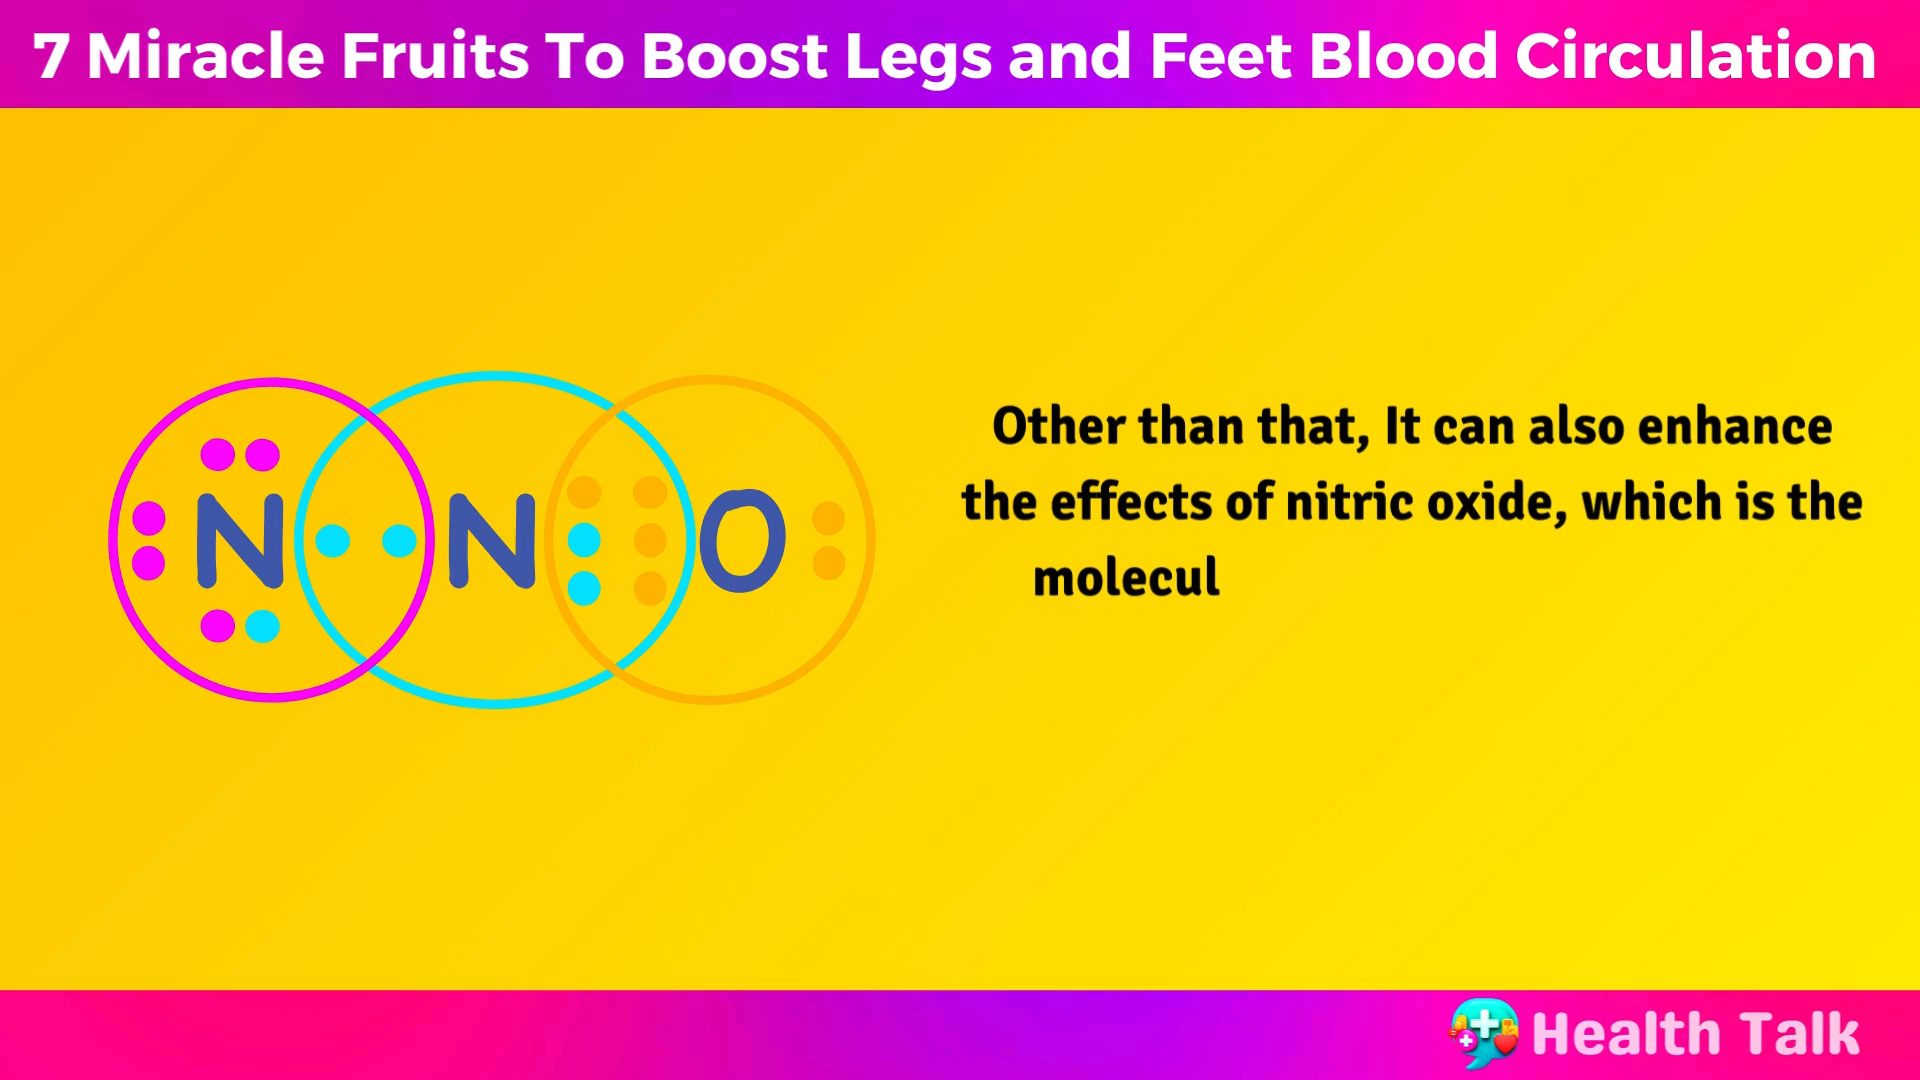 7 Miracle Fruits To Boost Legs and Feet Blood Circulation
N N O
Other than that, It can also enhance
the effects of nitric oxide, which is the
molecul
Health Talk